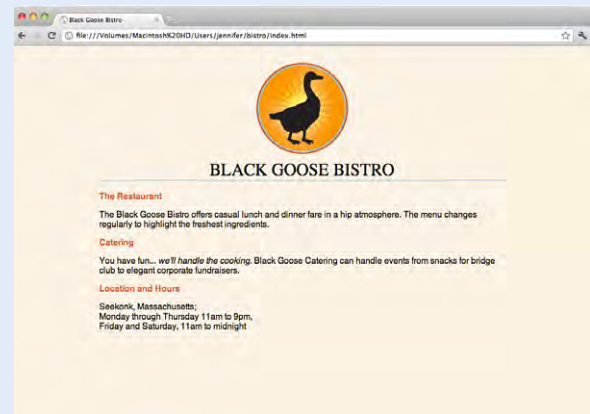 Black Goose Bistro
file:///Volumes/Macintosh%20HD/Users/jennifer/bistro/index.html
BLACK GOOSE BISTRO
The Restaurant
The Black Goose Bistro offers casual lunch and dinner fare in a hip atmosphere. The menu changes
regularly to highlight the freshest ingredients.
Catering
You have fun... we'll handle the cooking. Black Goose Catering can handle events from snacks for bridge
club to elegant corporate fundraisers.
Location and Hours
Seekonk, Massachusetts;
Monday through Thursday 11am to 9pm,
Friday and Saturday, 11am to midnight